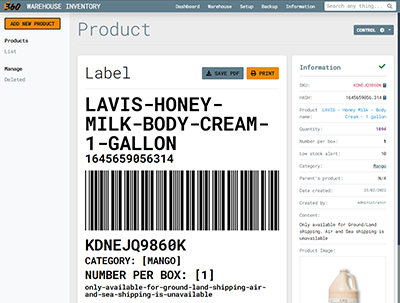 360 WAREHOUSE INVENTORY
Dashboard Warehouse Setup Backup Information
Search any thing...
ADD NEW PRODUCT
Products
List
Manage
Deleted
Product
CONTROL
Label
SAVE PDF
PRINT
LAVIS-HONEY-
MILK-BODY-CREAM-
1-GALLON
1645659056314
KDNEJQ9860K
CATEGORY: [MANGO]
NUMBER PER BOX: [1]
only-available-for-ground-land-shipping-air-
and-sea-shipping-is-unavailable
Information
SKU: KDNEJQ9860K
HASH: 1645659056.314
Product LAVIS - Honey Milk - Body
name: Cream - 1 gallon
Quantity: 1894
Number per box: 1
Low stock alert: 10
Category: Mango
Parent's product: N/A
Date created: 23/02/2022
Created by: Administrator
Content:
Only available for Ground/Land
shipping. Air and Sea shipping is
unavailable
Product Image: